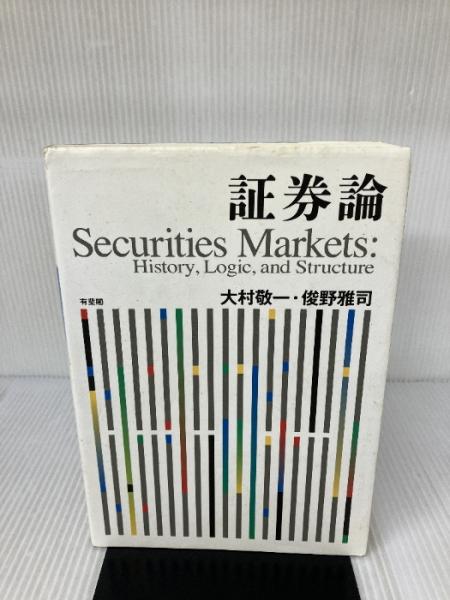 証券論
Securities Markets:
History, Logic, and Structure
大村敬一・俊野雅司
有斐閣